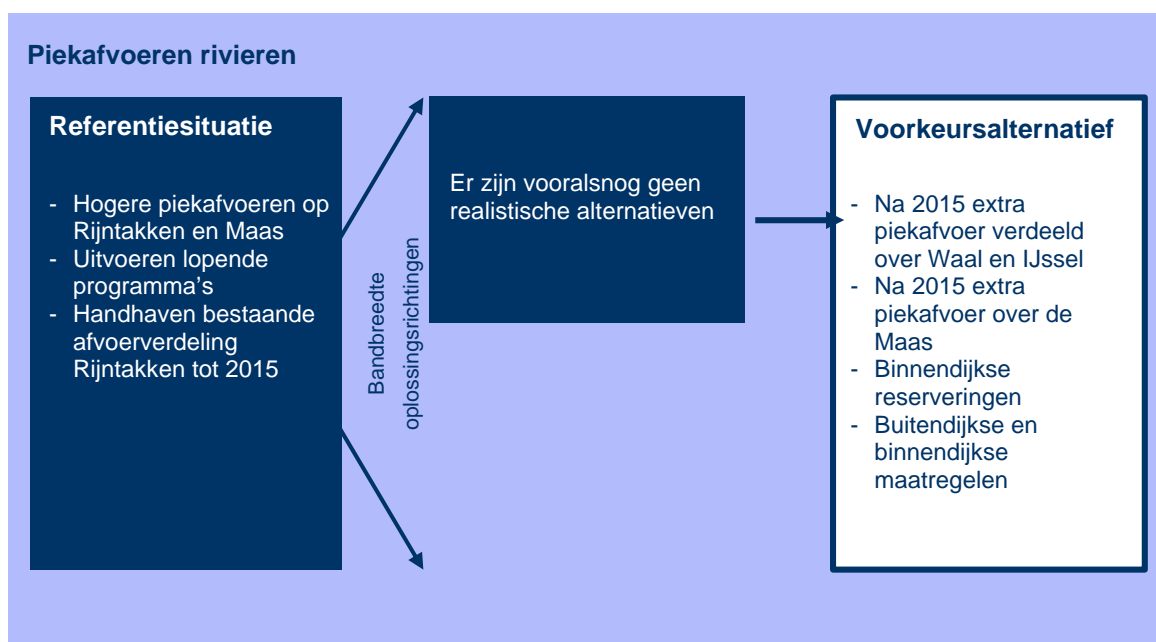 Piekafvoeren rivieren
Referentiesituatie
- Hogere piekafvoeren op
Rijntakken en Maas
- Uitvoeren lopende
programma's
- Handhaven bestaande
afvoerverdeling
Rijntakken tot 2015
Bandbreedte
oplossingsrichtingen
Er zijn vooralsnog geen
realistische alternatieven
Voorkeursalternatief
- Na 2015 extra
piekafvoer verdeeld
over Waal en IJssel
- Na 2015 extra
piekafvoer over de
Maas
- Binnendijkse
reserveringen
- Buitendijkse en
binnendijkse
maatregelen